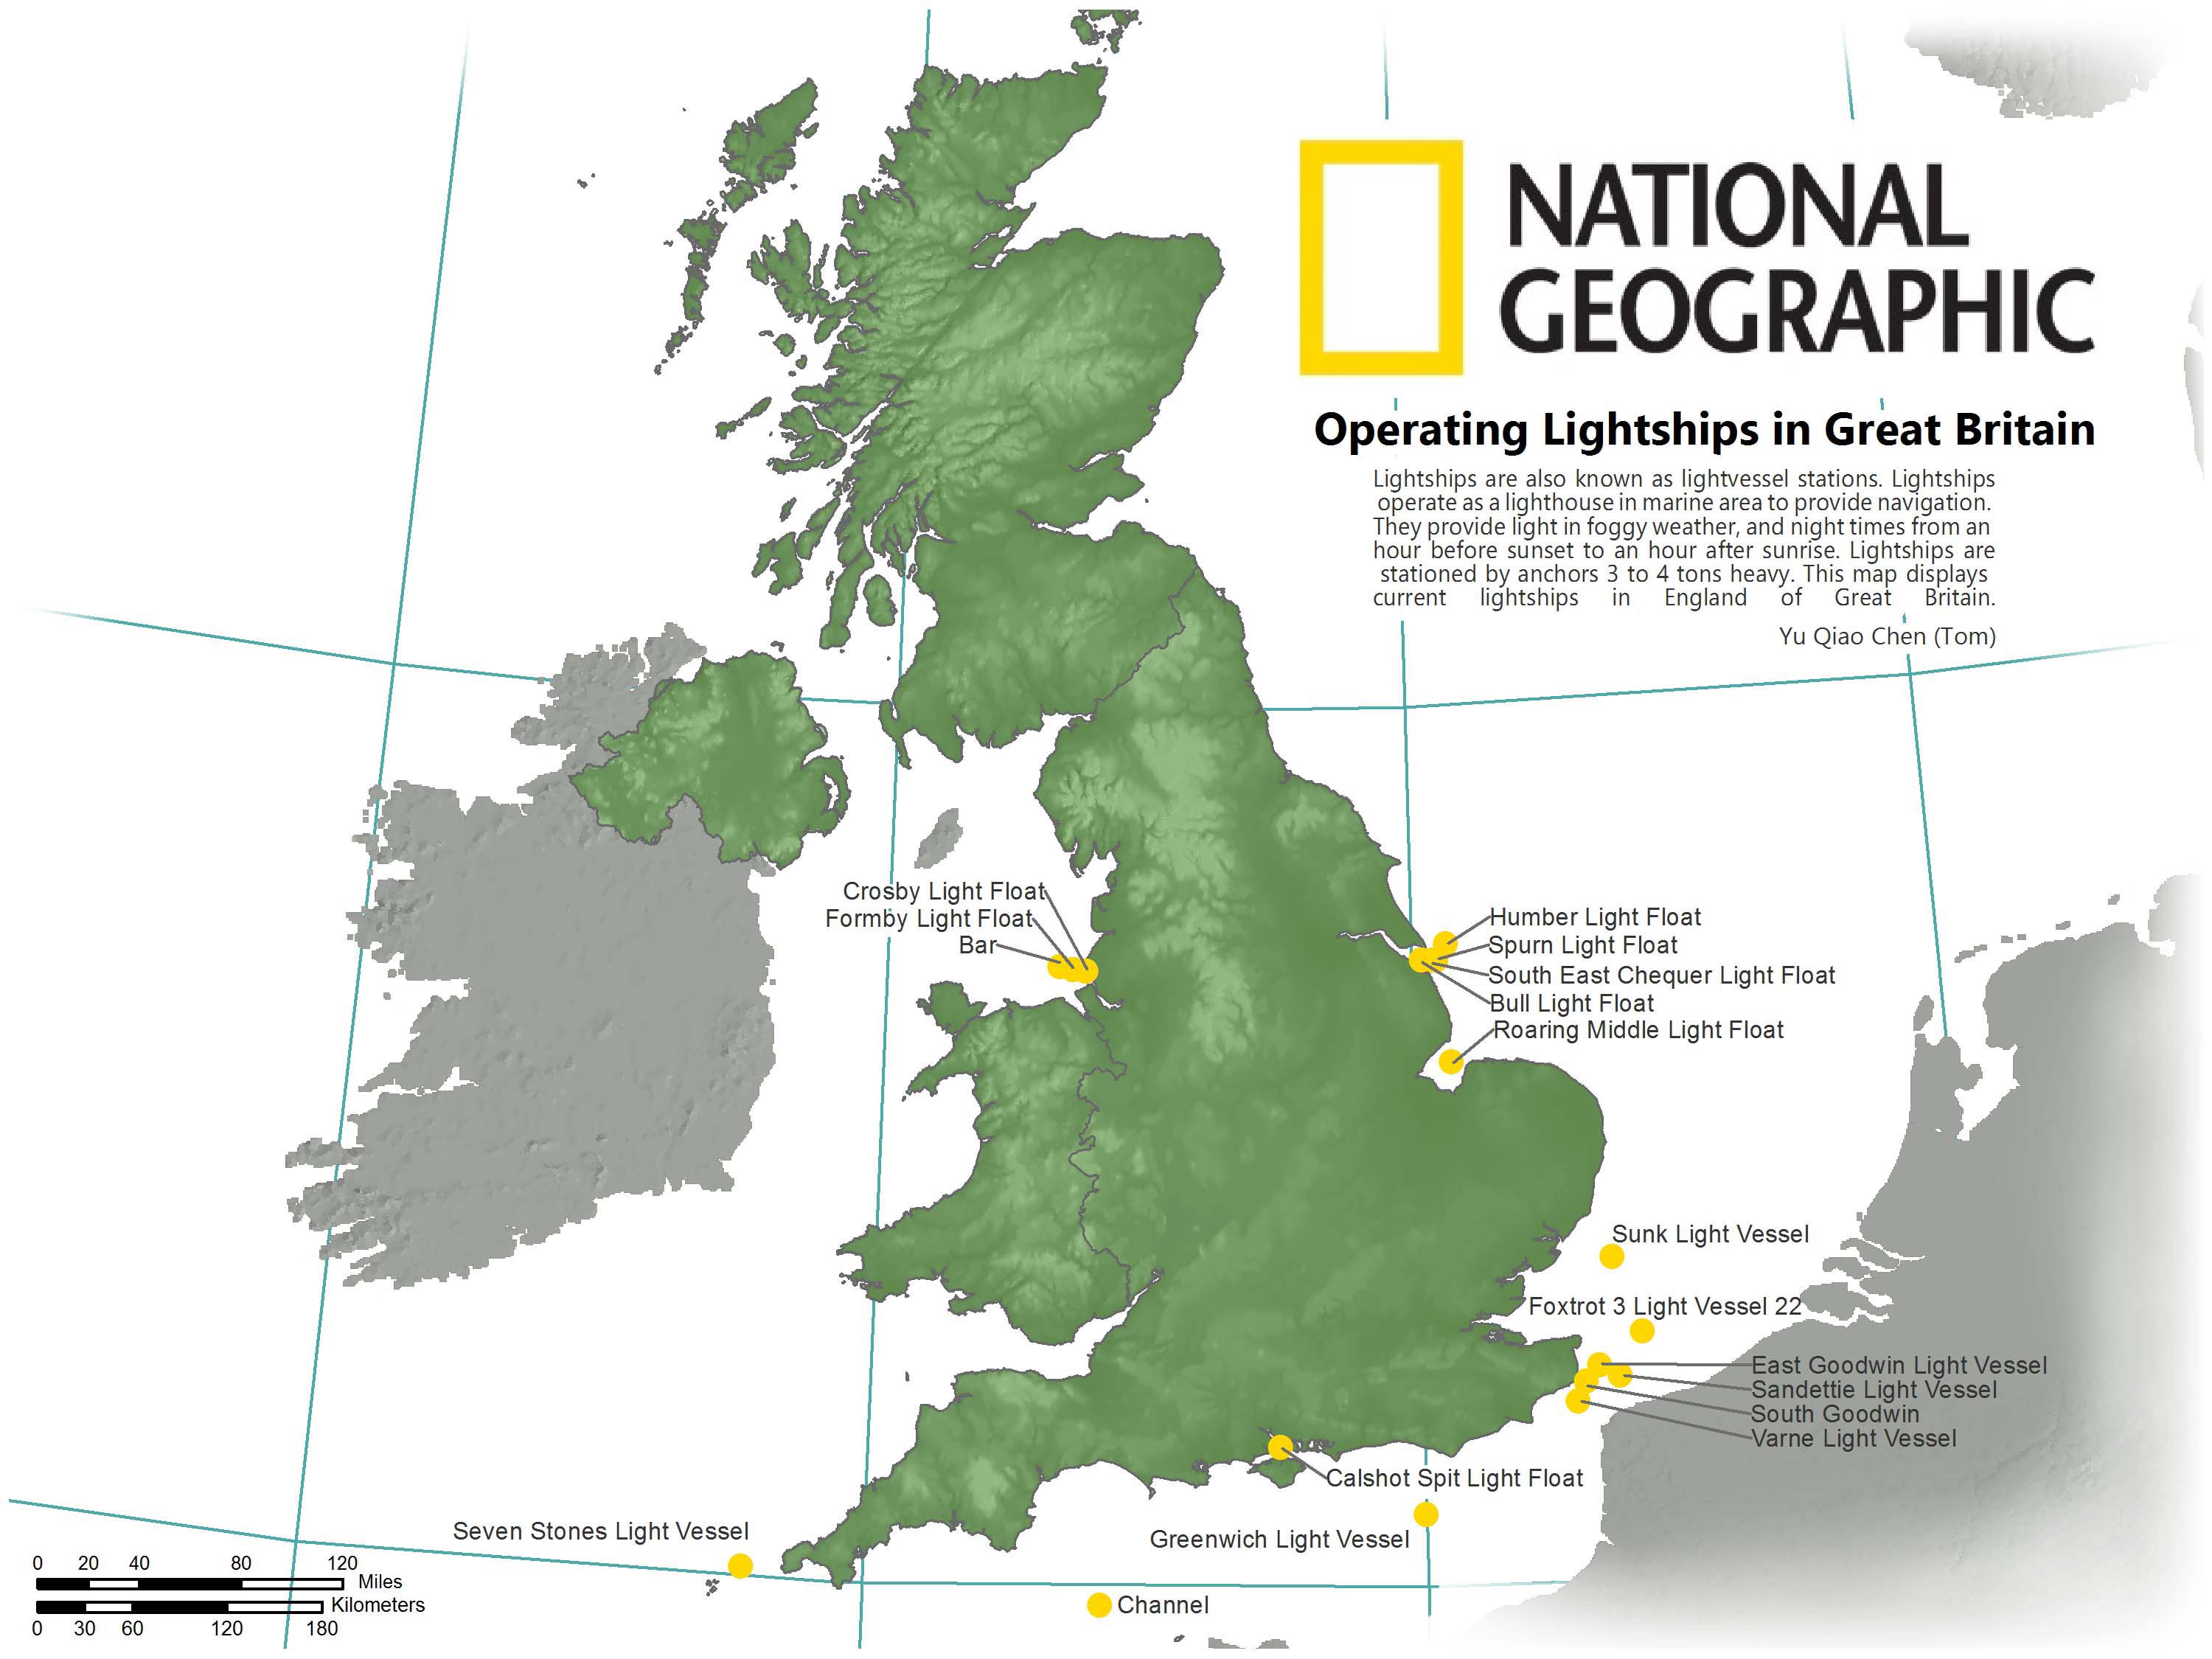 NATIONAL
GEOGRAPHIC
Operating Lightships in Great Britain
Lightships are also known as lightvessel stations. Lightships
operate as a lighthouse in marine area to provide navigation.
They provide light in foggy weather, and night times from an
hour before sunset to an hour after sunrise. Lightships are
stationed by anchors 3 to 4 tons heavy. This map displays
current lightships in England of Great Britain.
Yu Qiao Chen (Tom)
Crosby Light Float
Formby Light Float
Bar
Humber Light Float
Spurn Light Float
South East Chequer Light Float
Bull Light Float
Roaring Middle Light Float
Sunk Light Vessel
Foxtrot 3 Light Vessel 22
East Goodwin Light Vessel
Sandettie Light Vessel
South Goodwin
Varne Light Vessel
Calshot Spit Light Float
Greenwich Light Vessel
Seven Stones Light Vessel
Channel
0 20 40 80 120
Miles
Kilometers
0 30 60 120 180